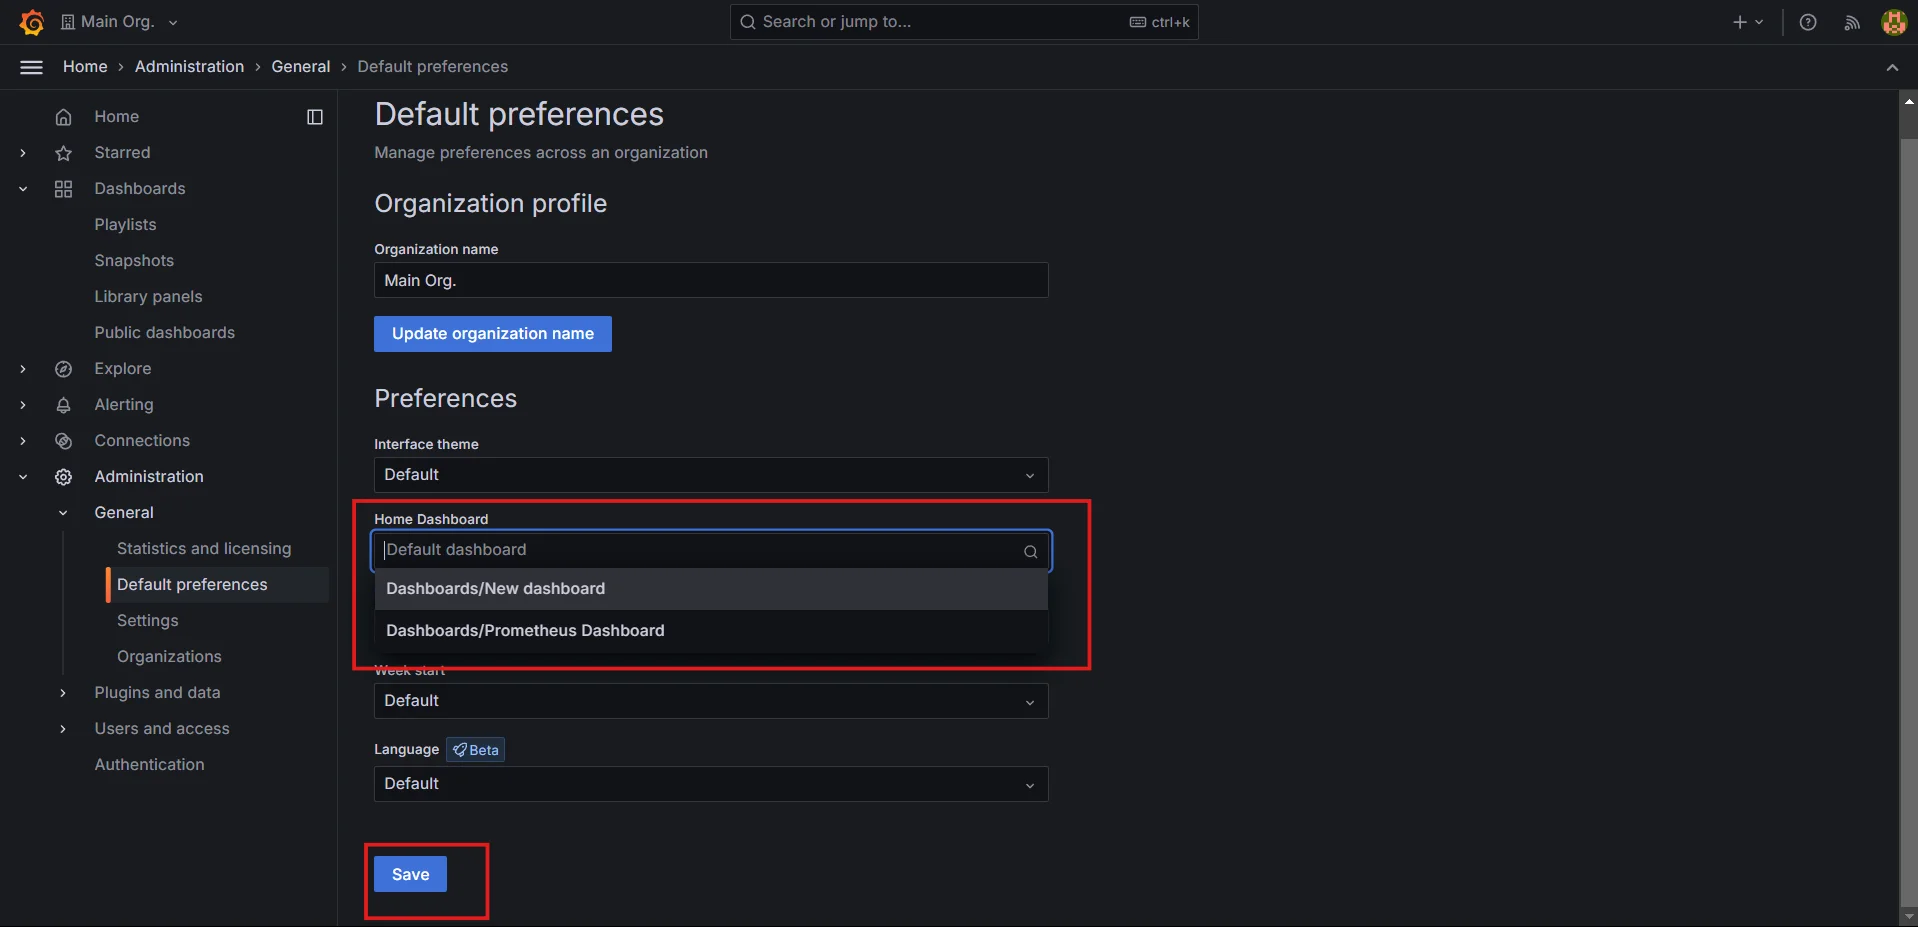 Main Org.
Search or jump to...
ctrl+k
Home › Administration › General › Default preferences
Home
Starred
Dashboards
Playlists
Snapshots
Library panels
Public dashboards
Explore
Alerting
Connections
Administration
General
Statistics and licensing
Default preferences
Settings
Organizations
Plugins and data
Users and access
Authentication
Default preferences
Manage preferences across an organization
Organization profile
Organization name
Main Org.
Update organization name
Preferences
Interface theme
Default
Home Dashboard
Default dashboard
Dashboards/New dashboard
Dashboards/Prometheus Dashboard
Week start
Default
Language Beta
Default
Save